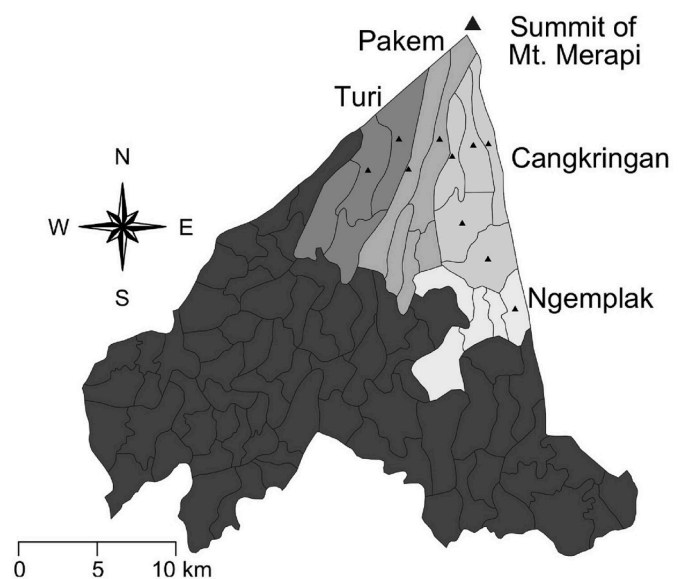 Summit of
Mt. Merapi
Pakem
Turi
Cangkringan
N
W E
S
Ngemplak
0 5 10 km